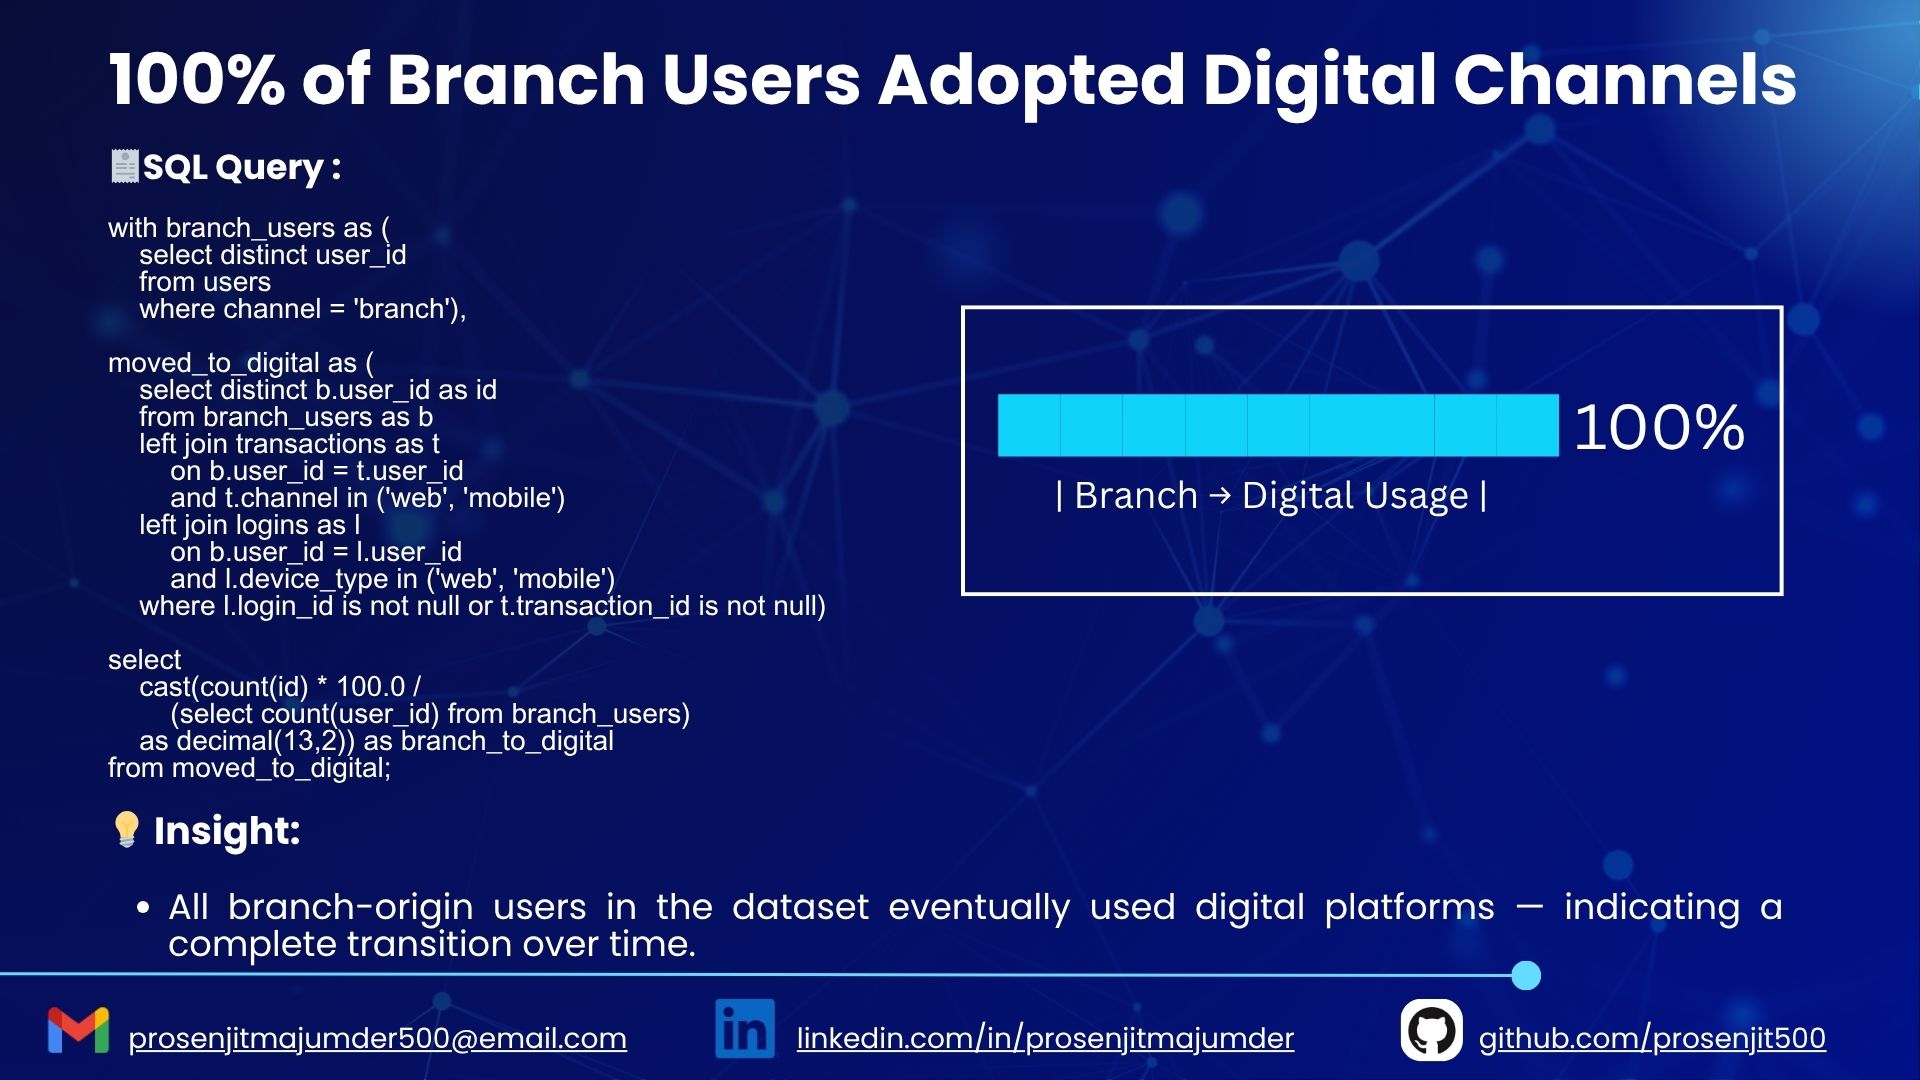 100% of Branch Users Adopted Digital Channels
SQL Query :
with branch_users as (
select distinct user_id
from users
where channel = 'branch'),
moved_to_digital as (
select distinct b.user_id as id
from branch_users as b
left join transactions as t
on b.user_id = t.user_id
and t.channel in ('web', 'mobile')
left join logins as l
on b.user_id = l.user_id
and l.device_type in ('web', 'mobile')
where l.login_id is not null or t.transaction_id is not null)
select
cast(count(id) * 100.0 /
(select count(user_id) from branch_users)
as decimal(13,2)) as branch_to_digital
from moved_to_digital;
100%
| Branch → Digital Usage |
Insight:
• All branch-origin users in the dataset eventually used digital platforms — indicating a
complete transition over time.
prosenjitmajumder500@email.com
in
linkedin.com/in/prosenjitmajumder
github.com/prosenjit500